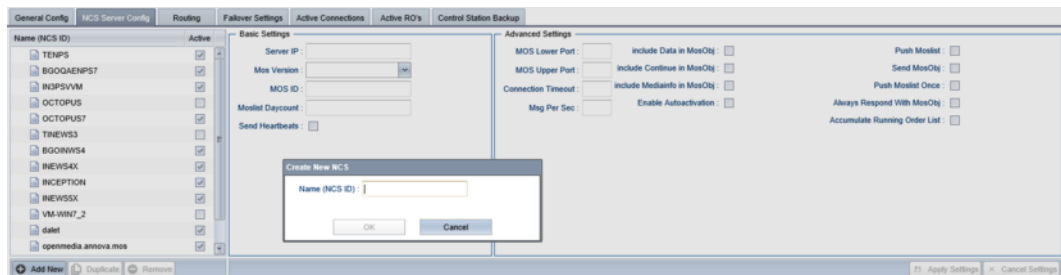 General Config NCS Server Config Routing Failover Settings Active Connections Active RO's Control Station Backup
Name (NCS ID) Active
TENPS
BGOQAENPS7
IN3PSVVM
OCTOPUS
OCTOPUS7
TINEWS3
BGOINWS4
INEWS4X
INCEPTION
INEWS5X
VM-WIN7_2
dalet
openmedia.annova.mos
Add New Duplicate Remove
Basic Settings
Server IP :
Mos Version :
MOS ID :
Moslist Daycount :
Send Heartbeats :
Advanced Settings
MOS Lower Port :
MOS Upper Port :
Connection Timeout :
Msg Per Sec :
include Data in MosObj :
include Continue in MosObj :
include Mediainfo in MosObj :
Enable Autoactivation :
Push Moslist :
Send MosObj :
Push Moslist Once :
Always Respond With MosObj :
Accumulate Running Order List :
Create New NCS
Name (NCS ID) :
OK Cancel
Apply Settings Cancel Settings